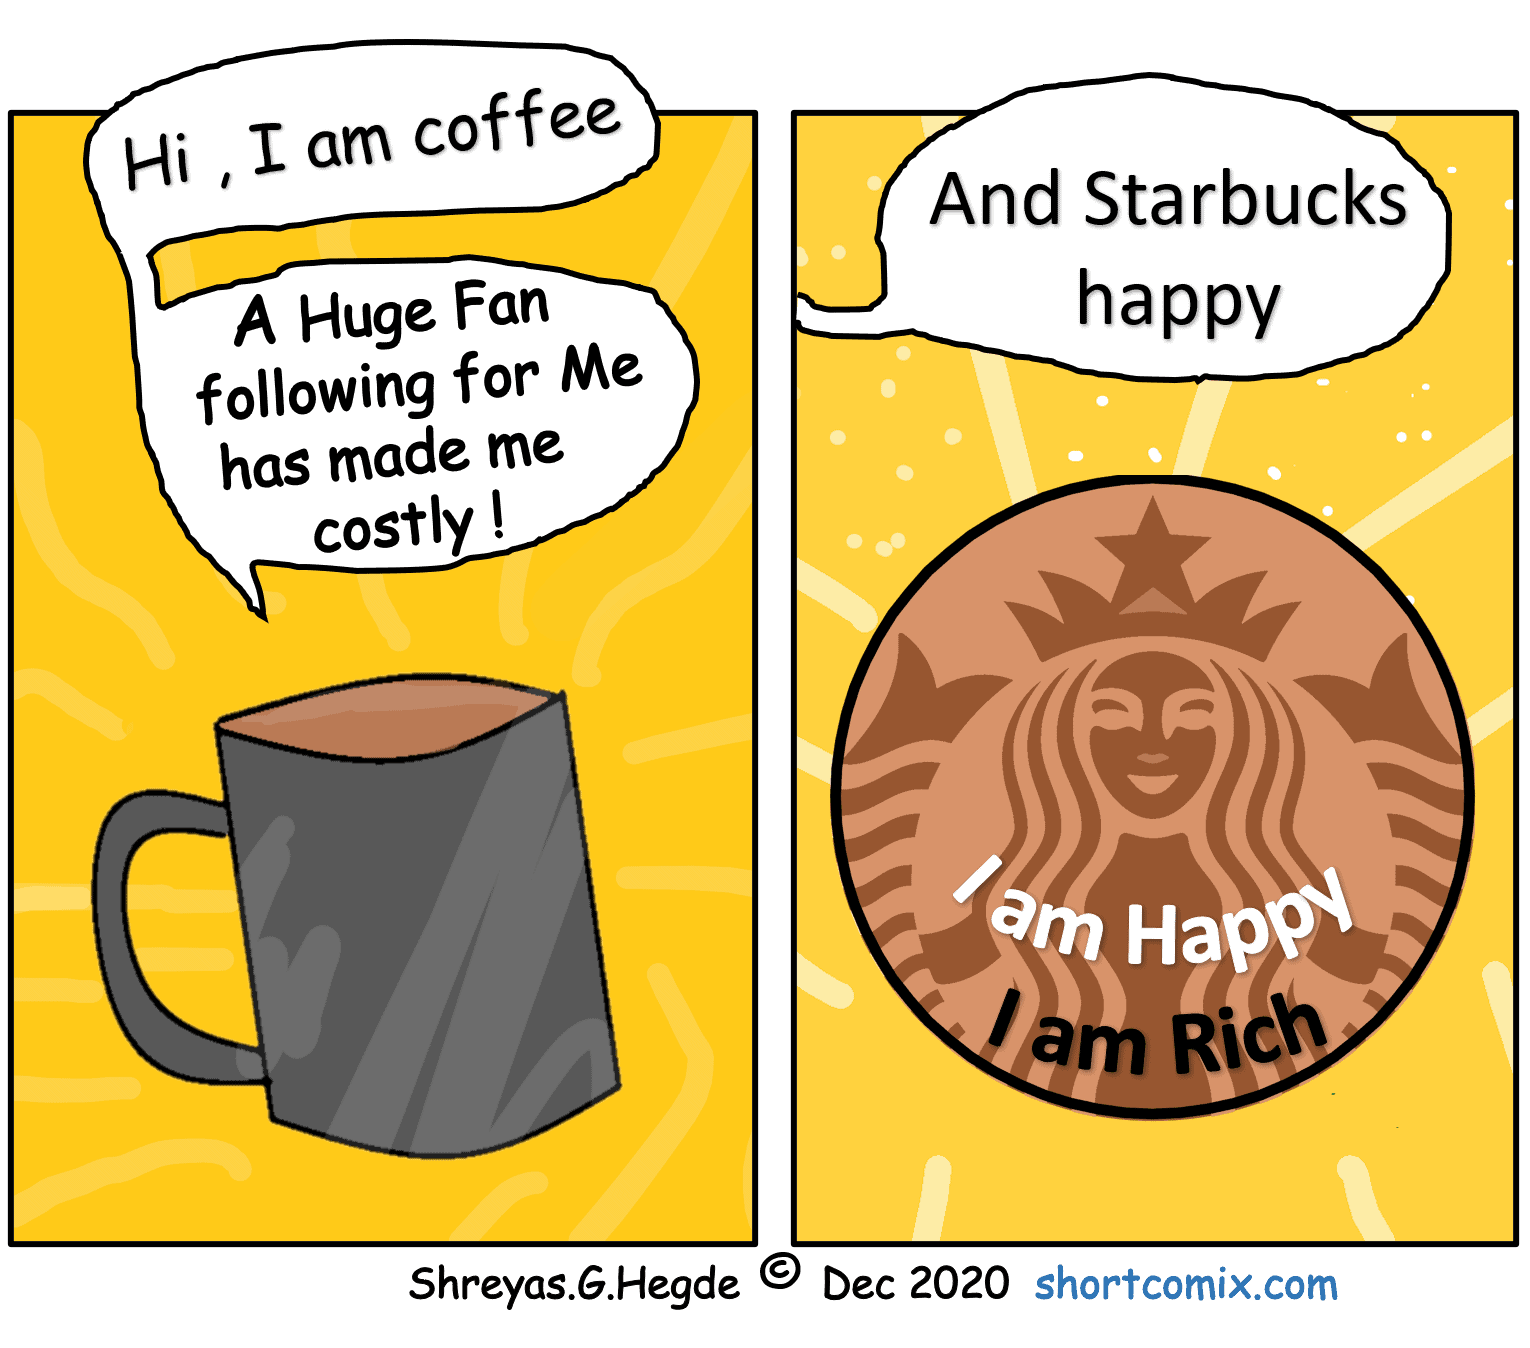 Hi , I am coffee
A Huge Fan
following for Me
has made me
costly !
And Starbucks
happy
I am Happy
I am Rich
Shreyas.G.Hegde © Dec 2020 shortcomix.com